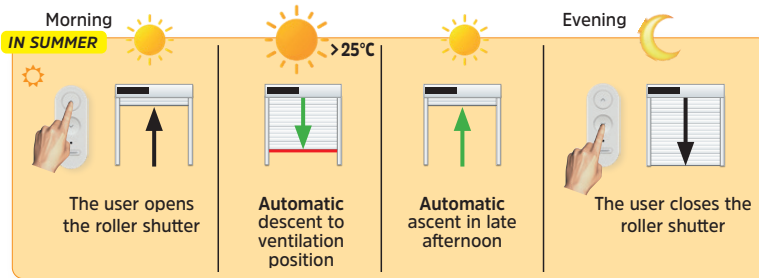 Morning
Evening
IN SUMMER
>25°C
The user opens
the roller shutter
Automatic
descent to
ventilation
position
Automatic
ascent in late
afternoon
The user closes the
roller shutter